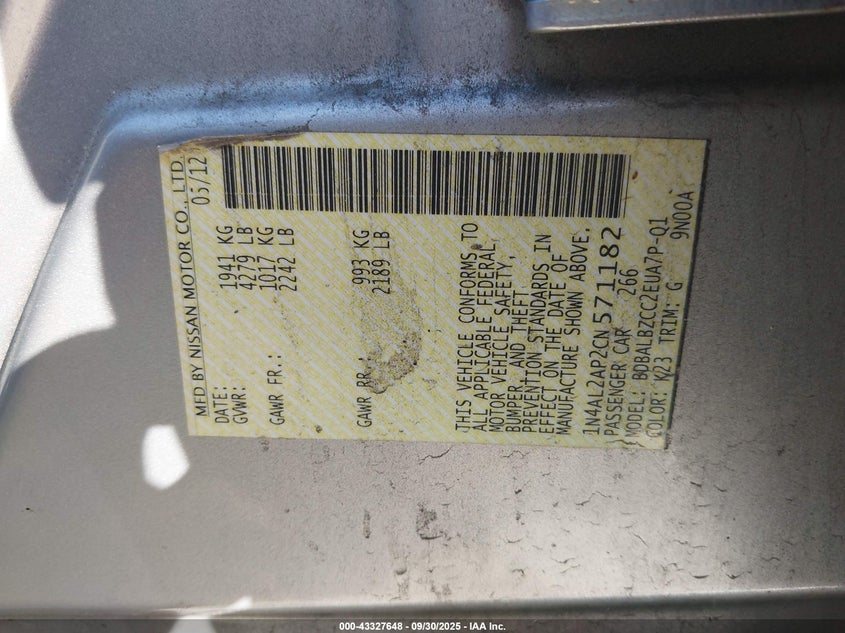 MFD BY NISSAN MOTOR CO., LTD.
DATE: 05/12
GVWR: 1941 KG
4279 LB
GAWR FR.: 1017 KG
2242 LB
GAWR RR.: 993 KG
2189 LB
THIS VEHICLE CONFORMS TO
ALL APPLICABLE FEDERAL
MOTOR VEHICLE SAFETY,
BUMPER, AND THEFT
PREVENTION STANDARDS IN
EFFECT ON THE DATE OF
MANUFACTURE SHOWN ABOVE.
1N4AL2AP2CN571182
PASSENGER CAR 266
MODEL: BDBALBZCC2EUA7P-Q1
COLOR: K23 TRIM: G 9N00A
000-43327648 - 09/30/2025 - IAA Inc.